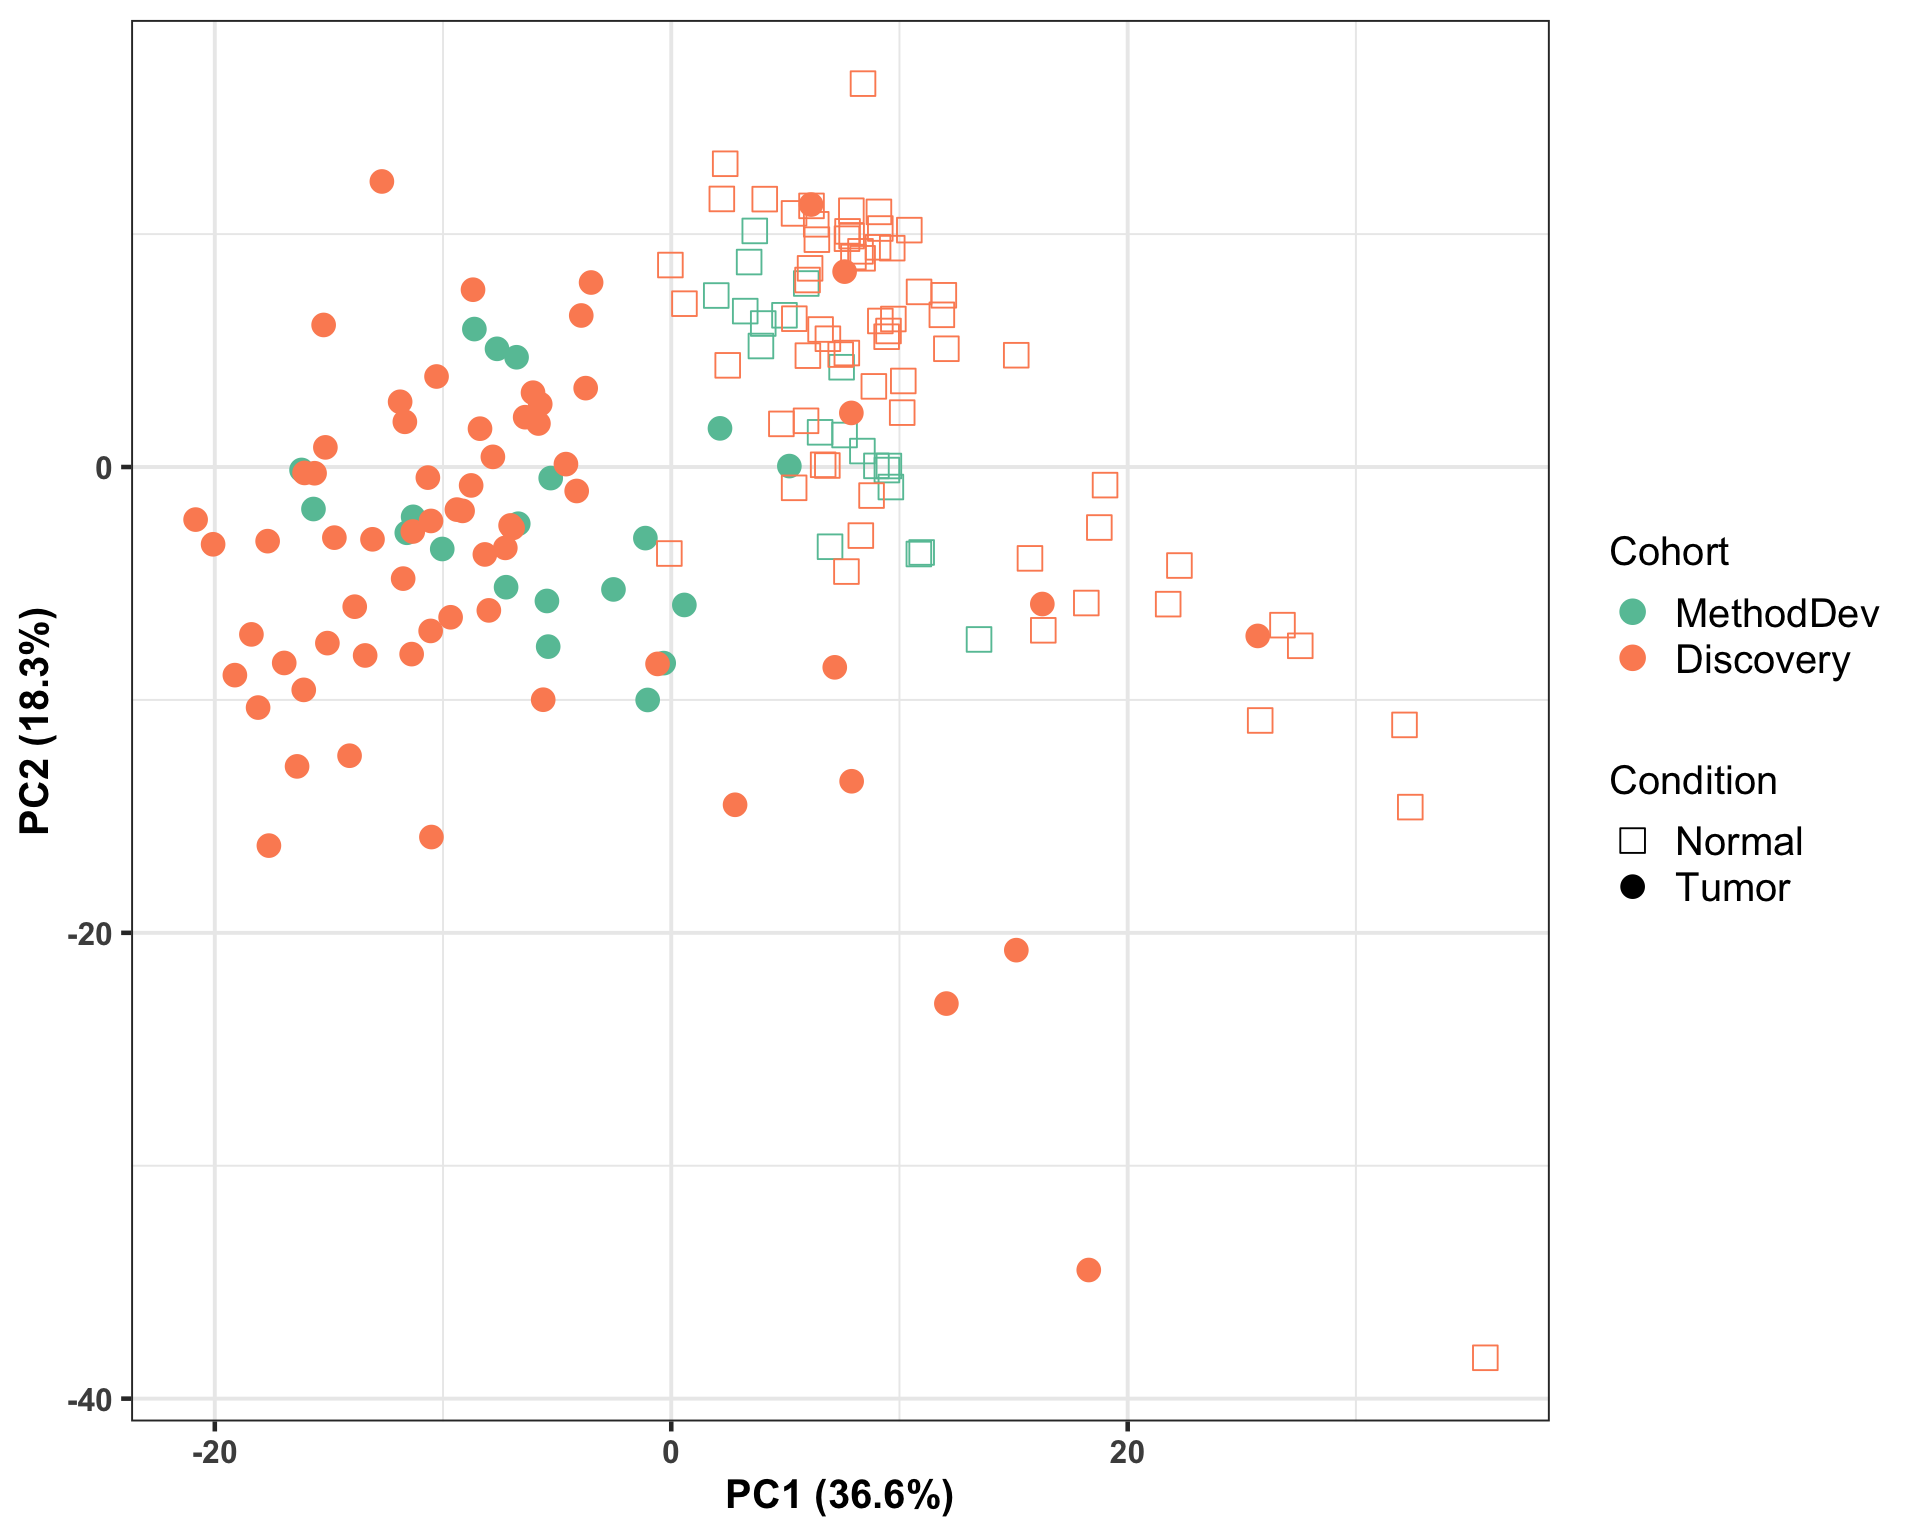 PC2 (18.3%)
0
-20
-40
-20
0
20
PC1 (36.6%)
Cohort
MethodDev
Discovery
Condition
Normal
Tumor